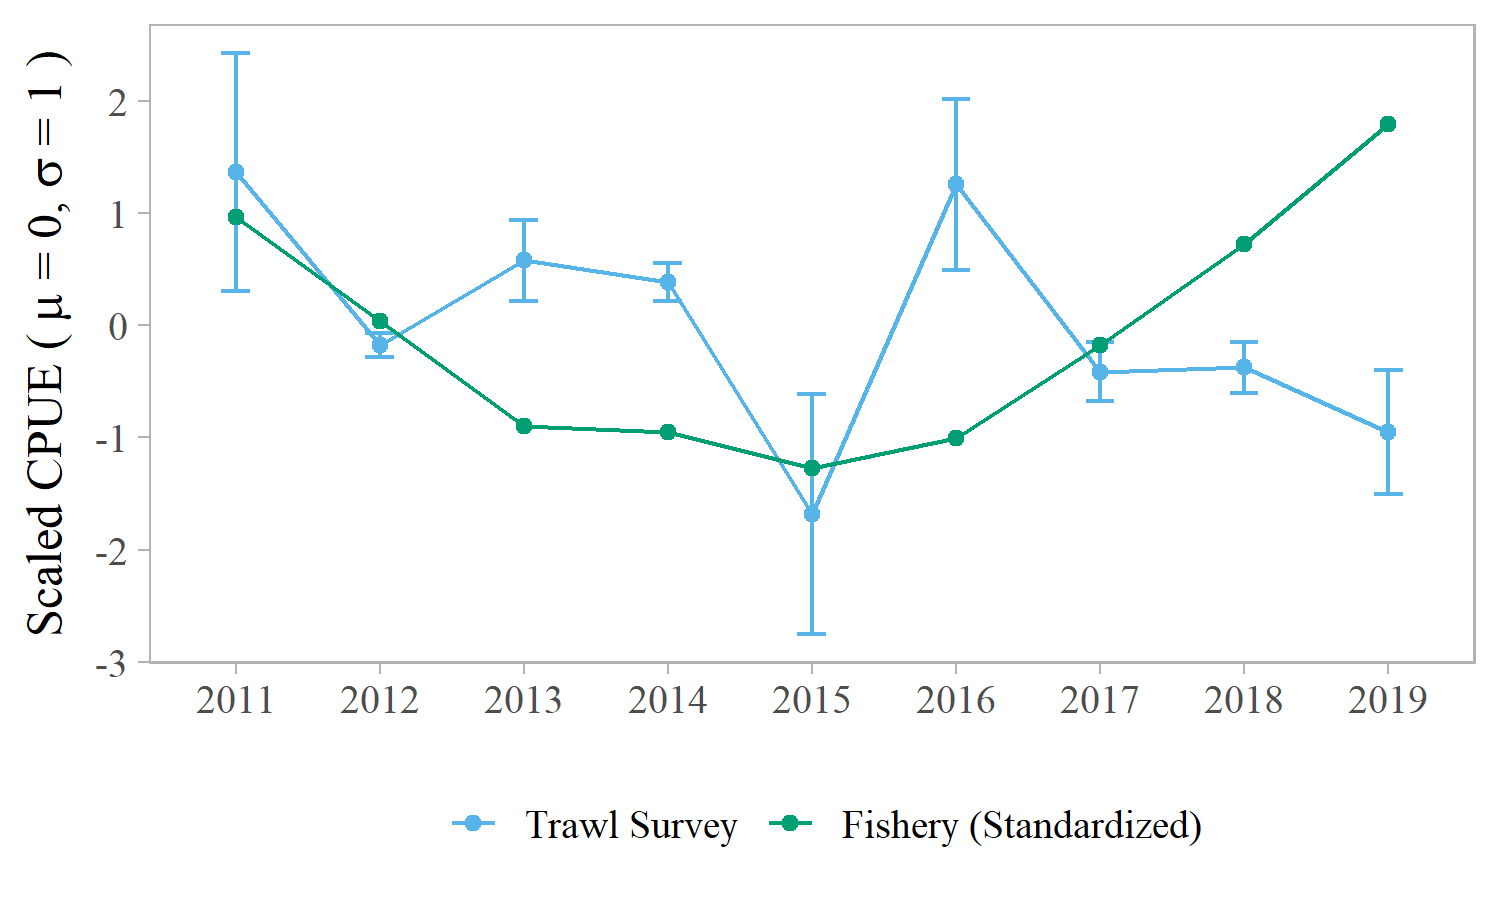 Scaled CPUE ( μ = 0, σ = 1 )
2
1
0
-1
-2
-3
2011 2012 2013 2014 2015 2016 2017 2018 2019
Trawl Survey Fishery (Standardized)